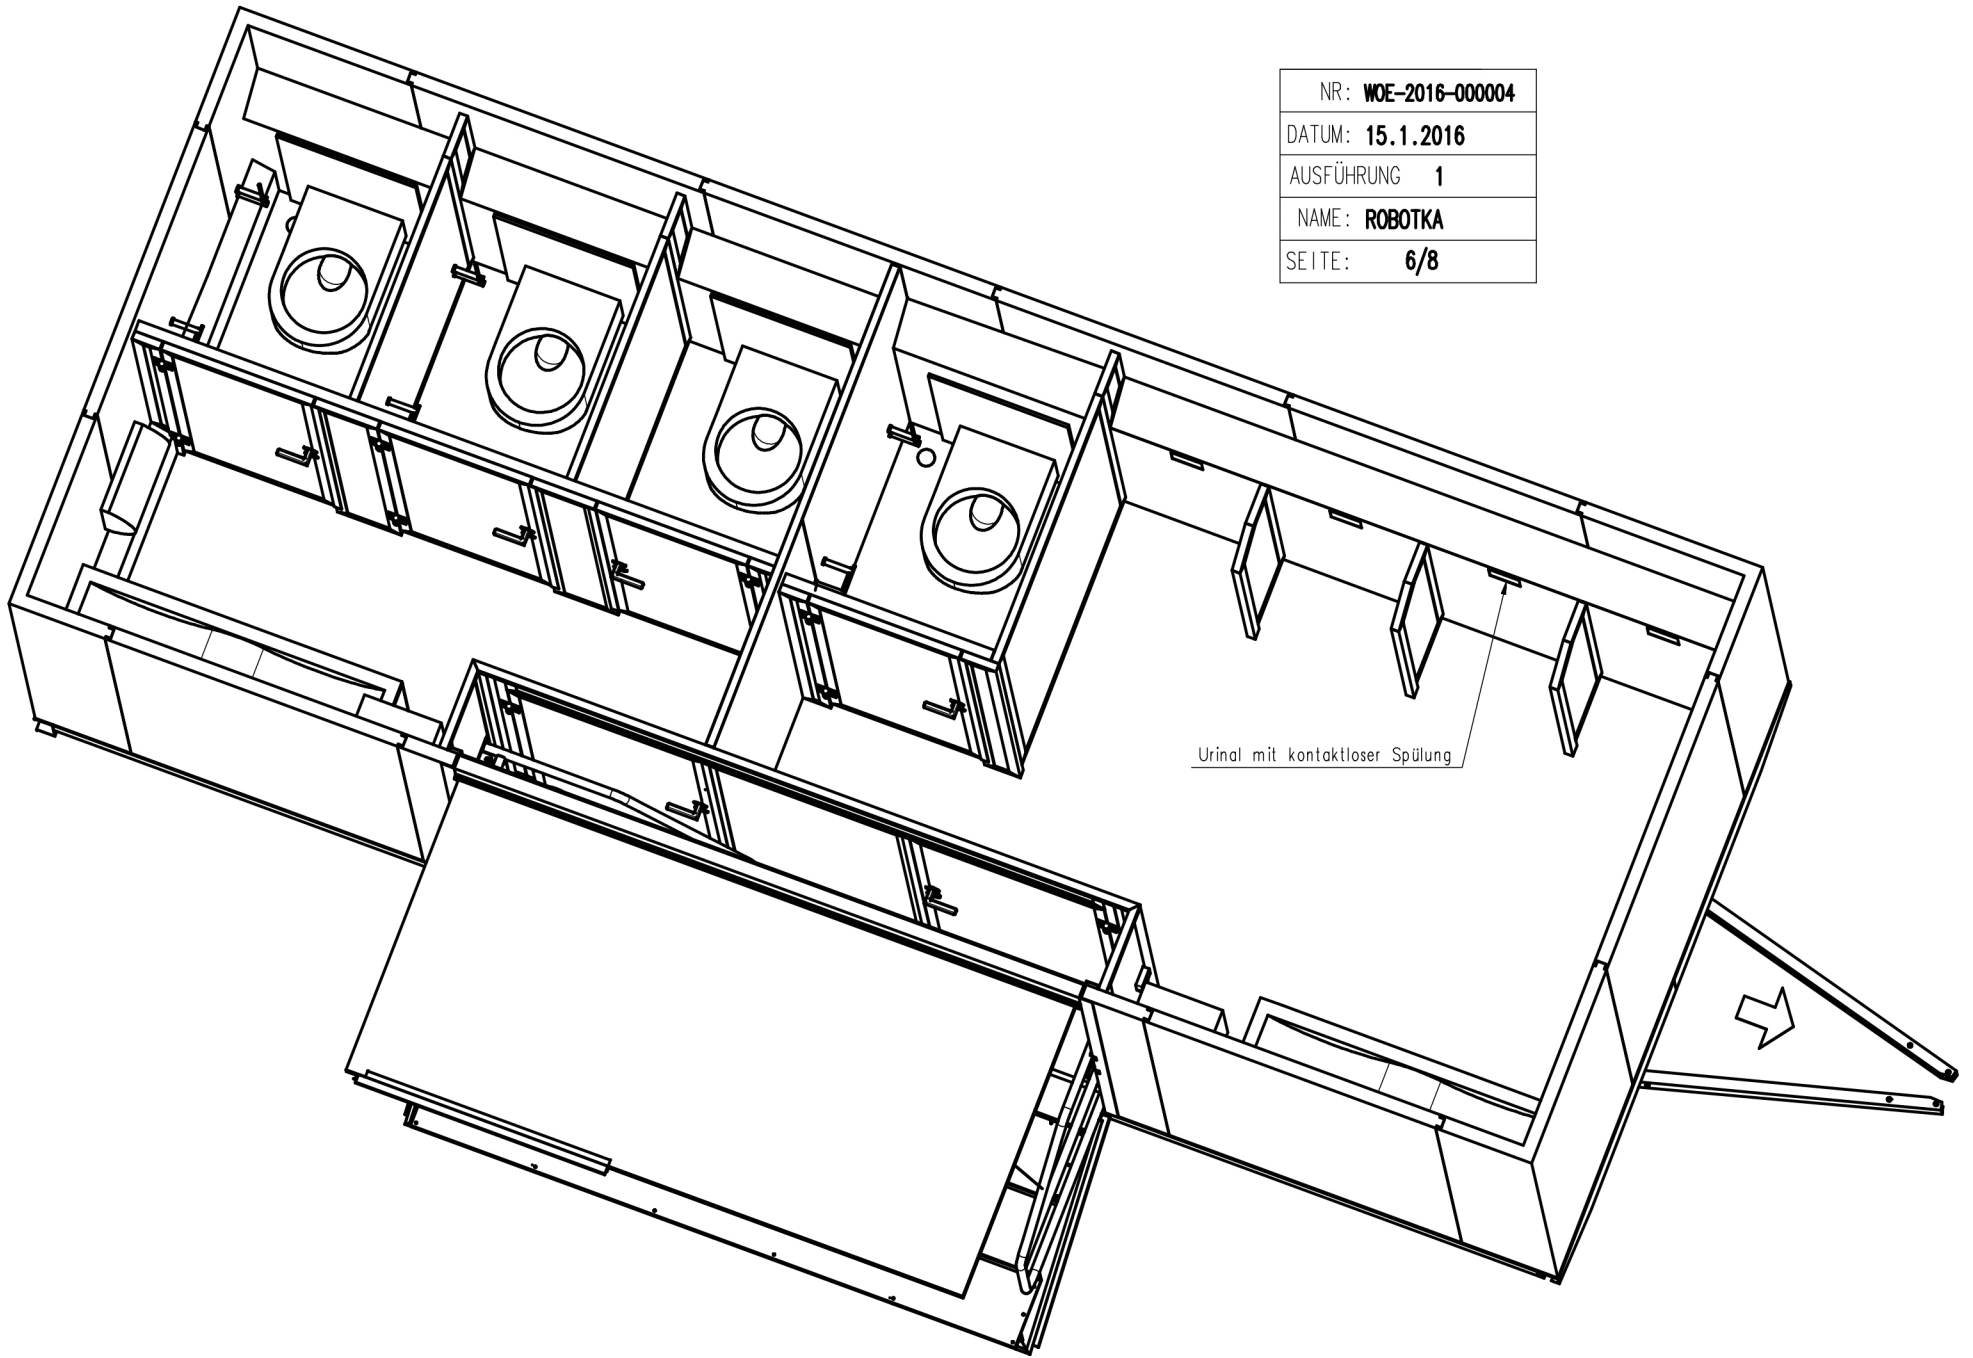 NR: WOE-2016-000004
DATUM: 15.1.2016
AUSFÜHRUNG 1
NAME: ROBOTKA
SEITE: 6/8
Urinal mit kontaktloser Spülung